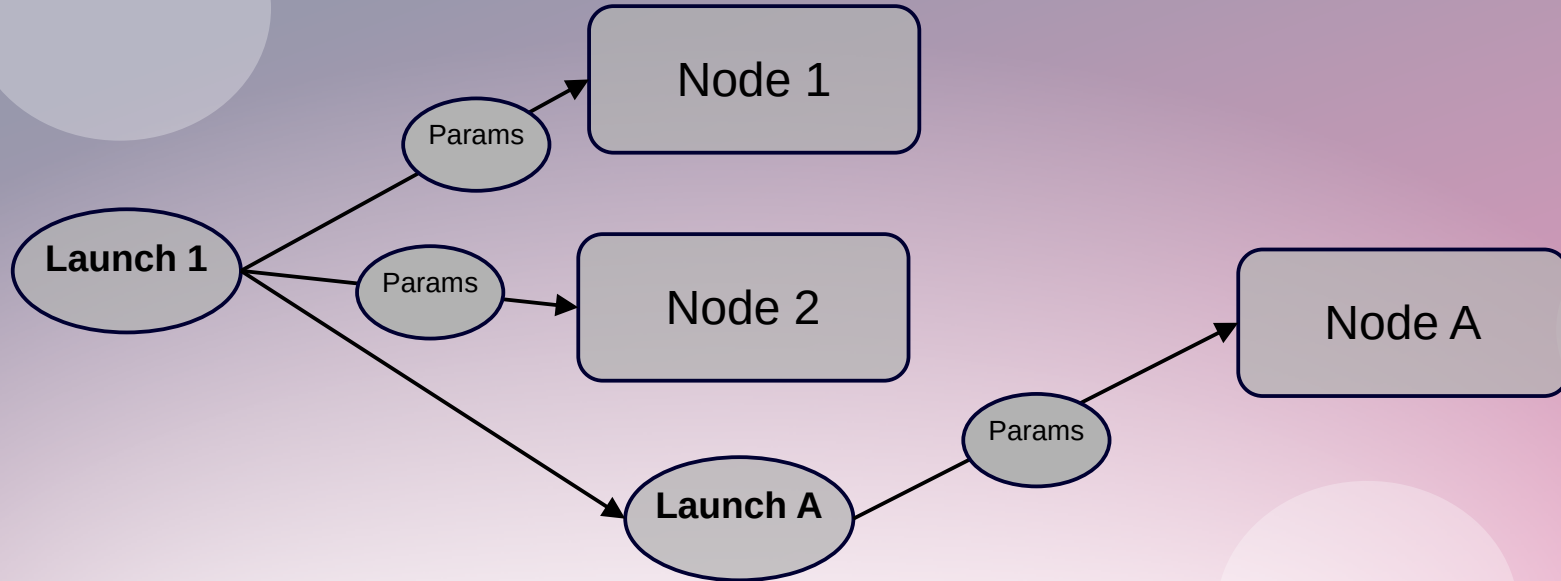 Node 1
Params
Launch 1
Params
Node 2
Node A
Params
Launch A